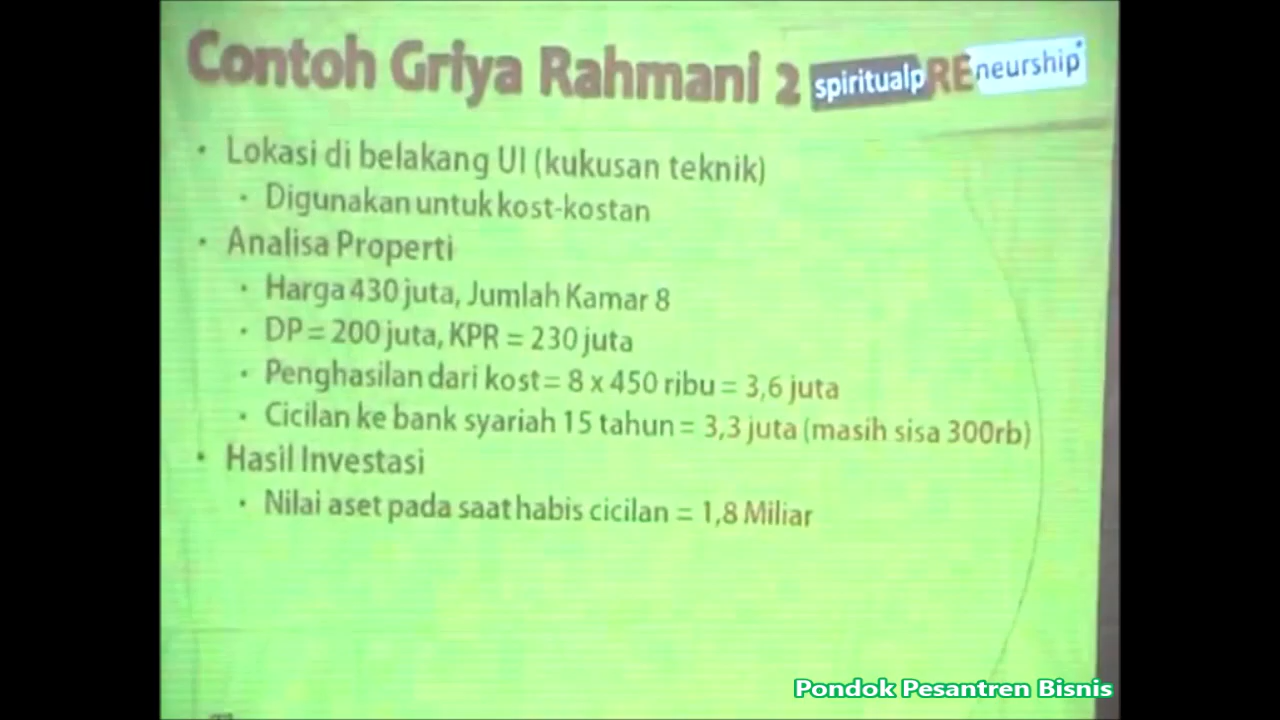 Contoh Griya Rahmani 2 spiritualpREneurship
• Lokasi di belakang UI (kukusan teknik)
• Digunakan untuk kost-kostan
• Analisa Properti
• Harga 430 juta, Jumlah Kamar 8
• DP = 200 juta, KPR = 230 juta
• Penghasilan dari kost = 8 x 450 ribu = 3,6 juta
• Cicilan ke bank syariah 15 tahun = 3,3 juta (masih sisa 300rb)
• Hasil Investasi
• Nilai aset pada saat habis cicilan = 1,8 Miliar
Pondok Pesantren Bisnis